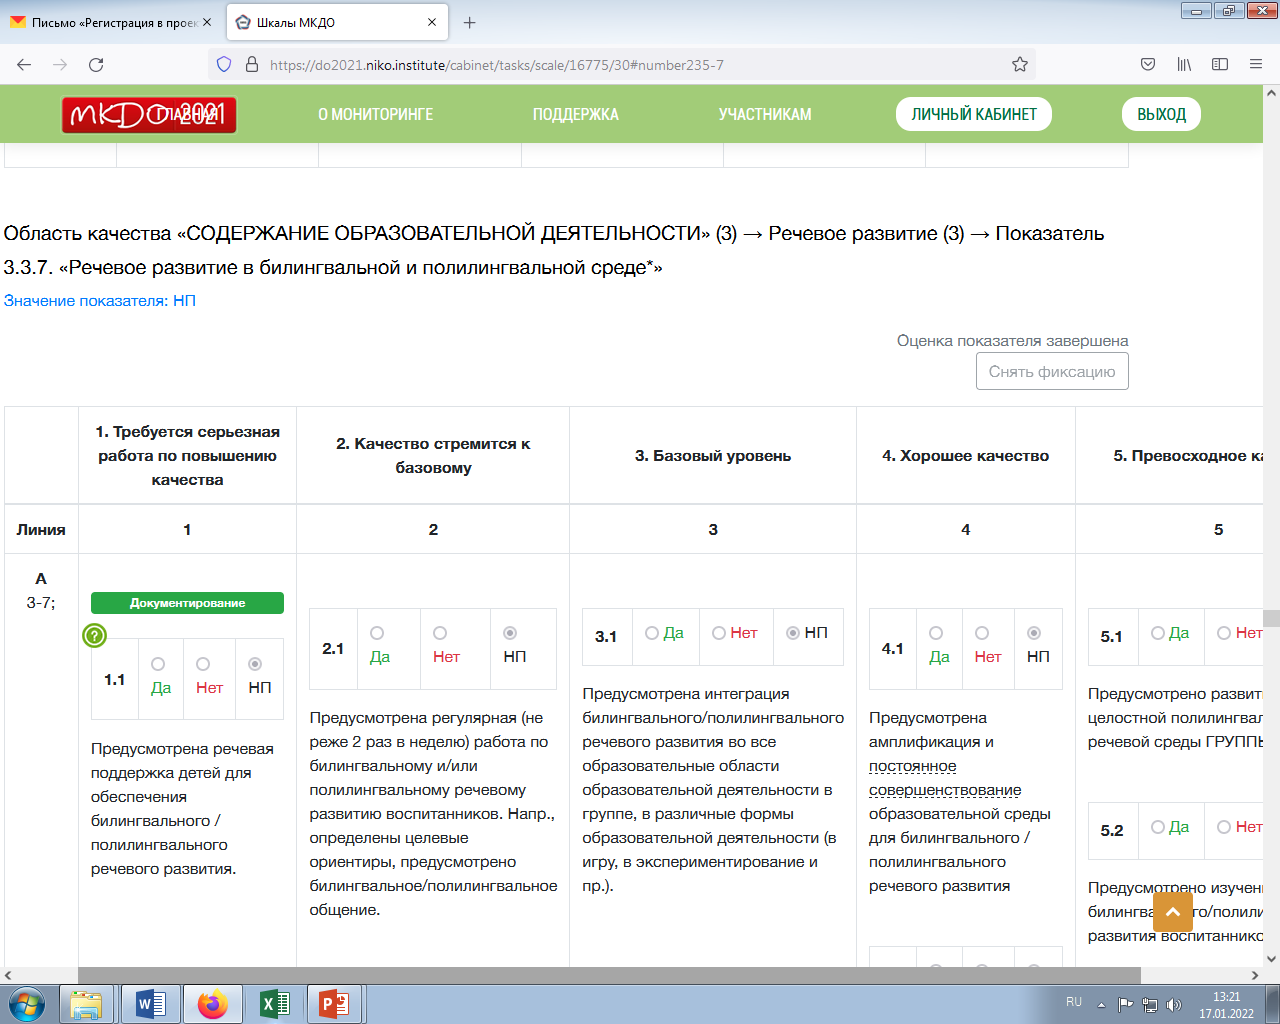 Письмо «Регистрация в проек
Шкалы МКДО
https://do2021.niko.institute/cabinet/tasks/scale/16775/30#number235-7
МКДО 2021
ГЛАВНАЯ
О МОНИТОРИНГЕ
ПОДДЕРЖКА
УЧАСТНИКАМ
ЛИЧНЫЙ КАБИНЕТ
ВЫХОД
Область качества «СОДЕРЖАНИЕ ОБРАЗОВАТЕЛЬНОЙ ДЕЯТЕЛЬНОСТИ» (3) → Речевое развитие (3) → Показатель
3.3.7. «Речевое развитие в билингвальной и полилингвальной среде*»
Значение показателя: НП
Оценка показателя завершена
Снять фиксацию
1. Требуется серьезная
работа по повышению
качества
2. Качество стремится к
базовому
3. Базовый уровень
4. Хорошее качество
5. Превосходное ка
Линия
1
2
3
4
5
А
3-7;
Документирование
1.1
Да
Нет
НП
Предусмотрена речевая
поддержка детей для
обеспечения
билингвального /
полилингвального
речевого развития.
2.1
Да
Нет
НП
Предусмотрена регулярная (не
реже 2 раз в неделю) работа по
билингвальному и/или
полилингвальному речевому
развитию воспитанников. Напр.,
определены целевые
ориентиры, предусмотрено
билингвальное/полилингвальное
общение.
3.1
Да
Нет
НП
Предусмотрена интеграция
билингвального/полилингвального
речевого развития во все
образовательные области
образовательной деятельности в
группе, в различные формы
образовательной деятельности (в
игру, в экспериментирование и
пр.).
4.1
Да
Нет
НП
Предусмотрена
амплификация и
постоянное
совершенствование
образовательной среды
для билингвального /
полилингвального
речевого развития
5.1
Да
Нет
Предусмотрено развит
целостной полилингвал
речевой среды ГРУППЫ
5.2
Да
Нет
Предусмотрено изучен
билингвального/полили
развития воспитаннико
RU
13:21
17.01.2022